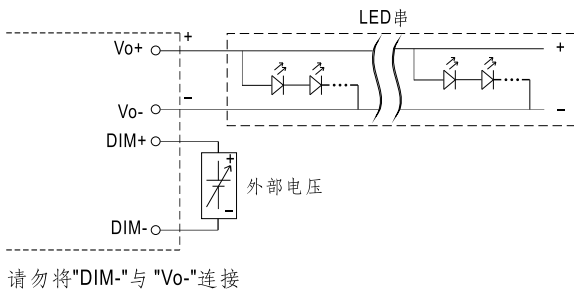 LED串
Vo+
+
+
-
Vo-
-
DIM+
+
外部电压
-
DIM-
请勿将"DIM-"与 "Vo-"连接